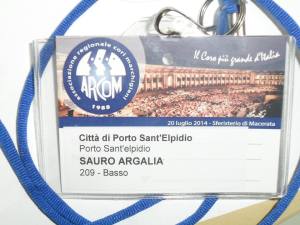 associazione regionale cori marchigiani
ARCOM
1988
Il Coro più grande d'Italia
20 luglio 2014 - Sferisterio di Macerata
Città di Porto Sant'Elpidio
Porto Sant'elpidio
SAURO ARGALIA
209 - Basso